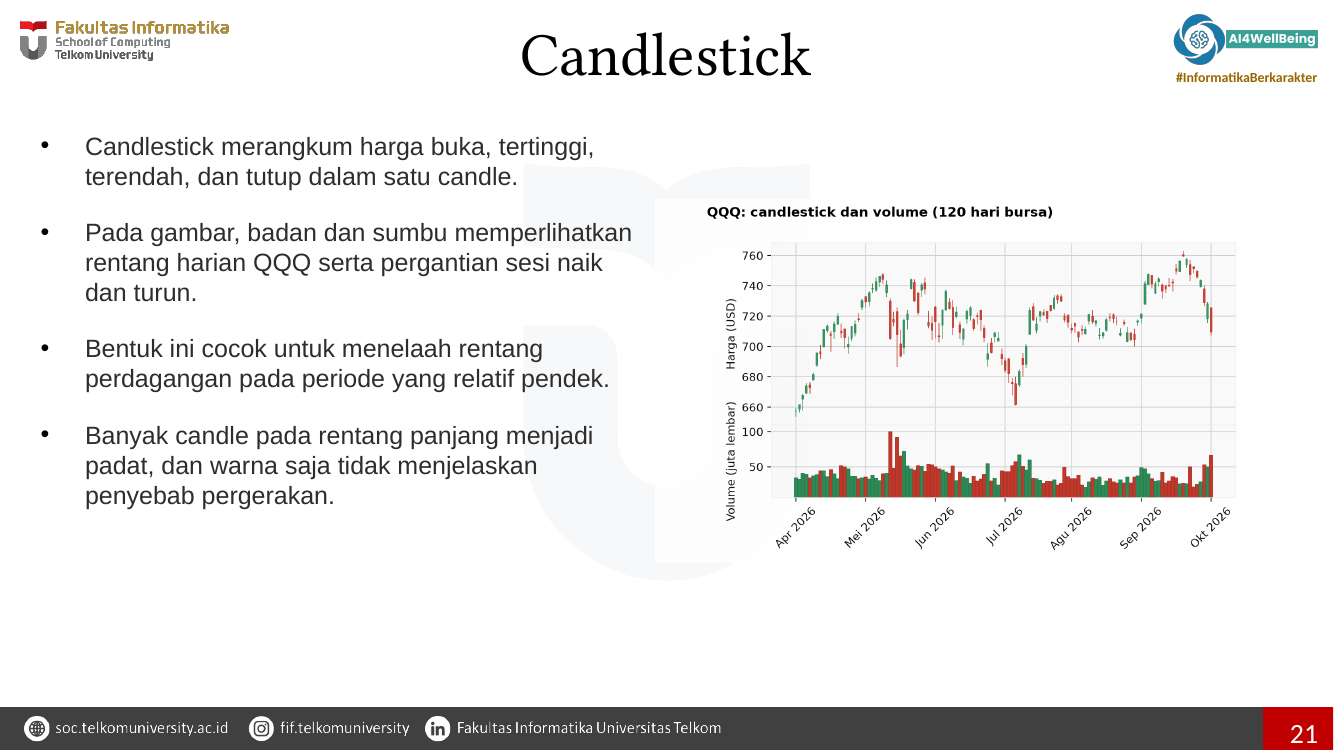 Fakultas Informatika
School of Computing
Telkom University
Candlestick
AI4WellBeing
#InformatikaBerkarakter
• Candlestick merangkum harga buka, tertinggi,
terendah, dan tutup dalam satu candle.
• Pada gambar, badan dan sumbu memperlihatkan
rentang harian QQQ serta pergantian sesi naik
dan turun.
• Bentuk ini cocok untuk menelaah rentang
perdagangan pada periode yang relatif pendek.
• Banyak candle pada rentang panjang menjadi
padat, dan warna saja tidak menjelaskan
penyebab pergerakan.
QQQ: candlestick dan volume (120 hari bursa)
Harga (USD)
760
740
720
700
680
660
Volume (juta lembar)
100
50
Apr 2026
Mei 2026
Jun 2026
Jul 2026
Agu 2026
Sep 2026
Okt 2026
soc.telkomuniversity.ac.id
fif.telkomuniversity
in
Fakultas Informatika Universitas Telkom
21